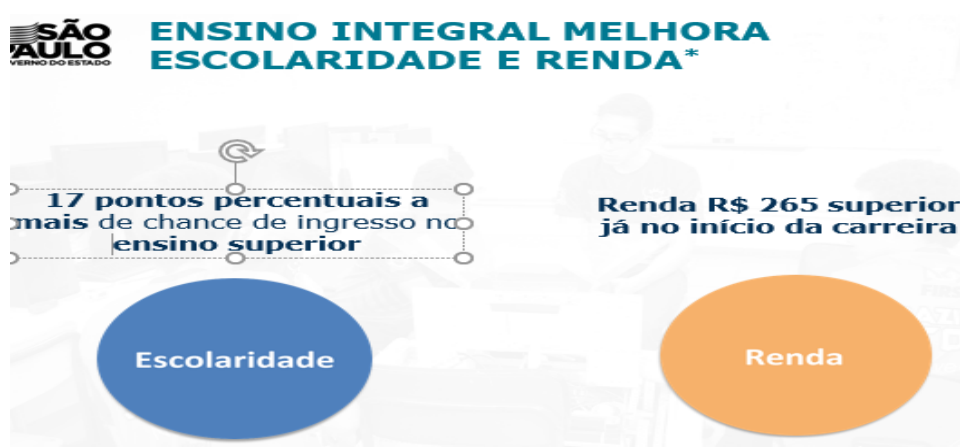 SÃO
PAULO
GOVERNO DO ESTADO
ENSINO INTEGRAL MELHORA
ESCOLARIDADE E RENDA*
17 pontos percentuais a
mais de chance de ingresso no
ensino superior
Renda R$ 265 superior
já no início da carreira
Escolaridade
Renda